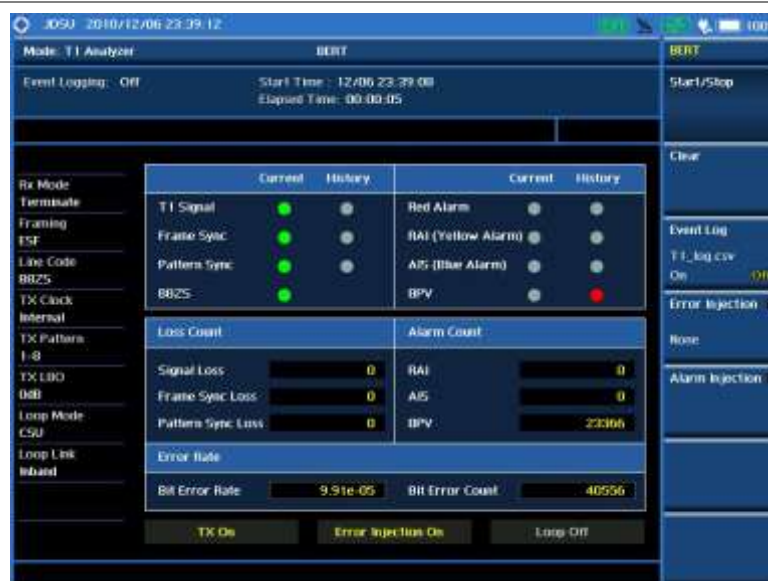 JDSU 2010/12/06 23:39:12
100
Mode: T1 Analyzer
BERT
BERT
Event Logging: Off
Start Time : 12/06 23:39:08
Elapsed Time: 00:00:05
Start/Stop
Clear
Event Log
T1_log.csv
On Off
Error Injection
None
Alarm Injection
Rx Mode
Terminate
Framing
ESF
Line Code
B8ZS
TX Clock
Internal
TX Pattern
1-8
TX LBO
0dB
Loop Mode
CSU
Loop Link
Inband
Current History
T1 Signal
Frame Sync
Pattern Sync
B8ZS
Current History
Red Alarm
RAI (Yellow Alarm)
AIS (Blue Alarm)
BPV
Loss Count
Signal Loss 0
Frame Sync Loss 0
Pattern Sync Loss 0
Alarm Count
RAI 0
AIS 0
BPV 23366
Error Rate
Bit Error Rate 9.91e-05
Bit Error Count 40556
TX On
Error Injection On
Loop Off